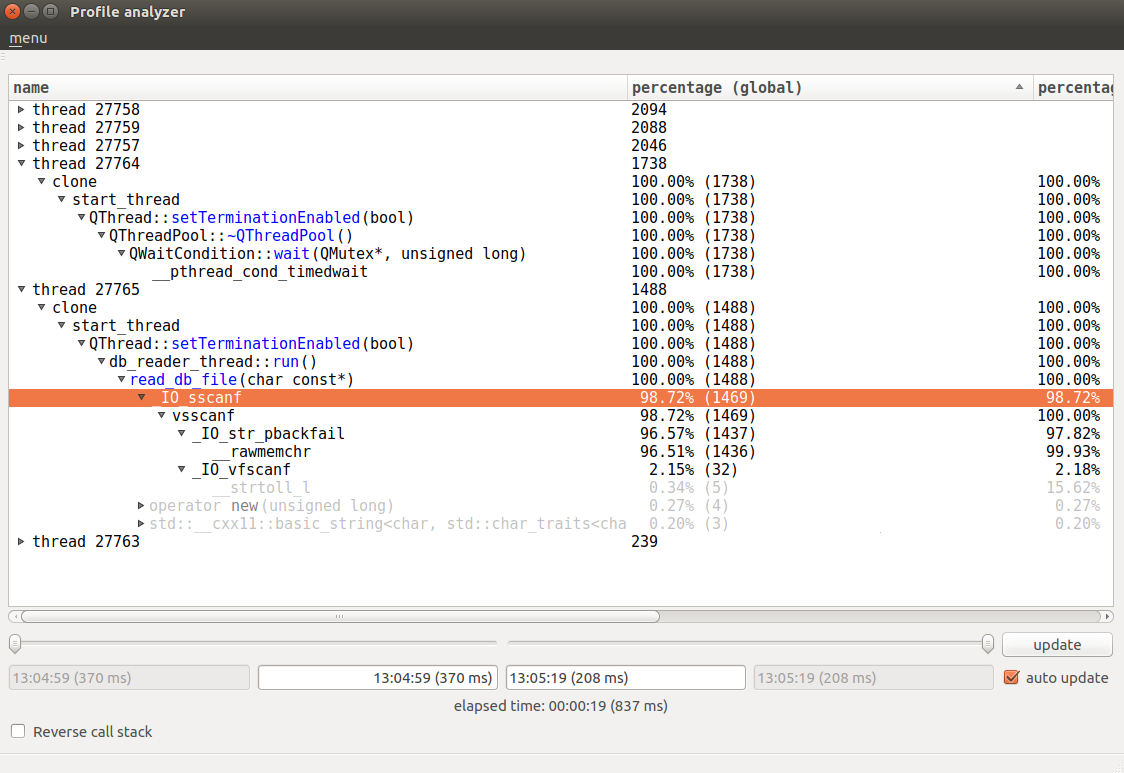 Profile analyzer
menu
name percentage (global) percentag
thread 27758 2094
thread 27759 2088
thread 27757 2046
thread 27764 1738
clone 100.00% (1738) 100.00%
start_thread 100.00% (1738) 100.00%
QThread::setTerminationEnabled(bool) 100.00% (1738) 100.00%
QThreadPool::~QThreadPool() 100.00% (1738) 100.00%
QWaitCondition::wait(QMutex*, unsigned long) 100.00% (1738) 100.00%
__pthread_cond_timedwait 100.00% (1738) 100.00%
thread 27765 1488
clone 100.00% (1488) 100.00%
start_thread 100.00% (1488) 100.00%
QThread::setTerminationEnabled(bool) 100.00% (1488) 100.00%
db_reader_thread::run() 100.00% (1488) 100.00%
read_db_file(char const*) 100.00% (1488) 100.00%
_IO_sscanf 98.72% (1469) 98.72%
vsscanf 98.72% (1469) 100.00%
_IO_str_pbackfail 96.57% (1437) 97.82%
__rawmemchr 96.51% (1436) 99.93%
_IO_vfscanf 2.15% (32) 2.18%
__strtoll_l 0.34% (5) 15.62%
operator new(unsigned long) 0.27% (4) 0.27%
std::__cxx11::basic_string<char, std::char_traits<cha 0.20% (3) 0.20%
thread 27763 239
update
13:04:59 (370 ms) 13:04:59 (370 ms) 13:05:19 (208 ms) 13:05:19 (208 ms) auto update
elapsed time: 00:00:19 (837 ms)
Reverse call stack